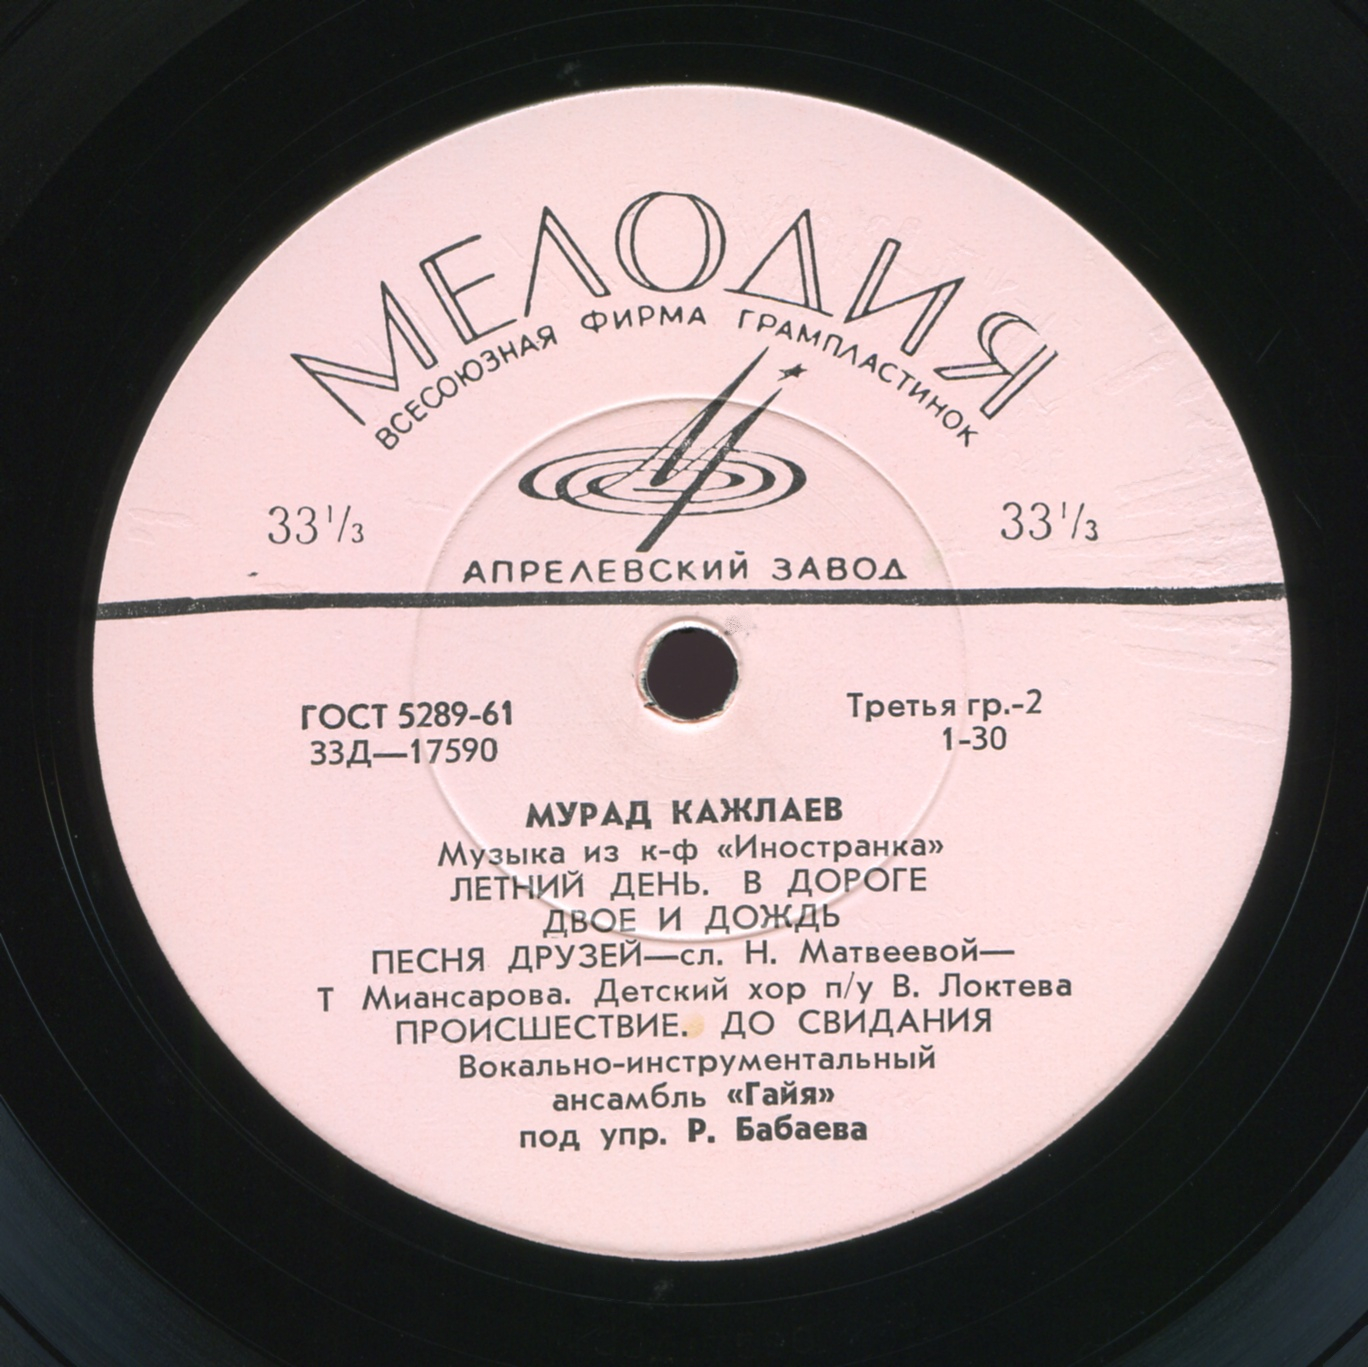 МЕЛОДИЯ
ВСЕСОЮЗНАЯ ФИРМА ГРАМПЛАСТИНОК
33⅓ 33⅓
АПРЕЛЕВСКИЙ ЗАВОД
ГОСТ 5289-61 Третья гр.-2
33Д—17590 1-30
МУРАД КАЖЛАЕВ
Музыка из к-ф «Иностранка»
ЛЕТНИЙ ДЕНЬ. В ДОРОГЕ
ДВОЕ И ДОЖДЬ
ПЕСНЯ ДРУЗЕЙ—сл. Н. Матвеевой—
Т Миансарова. Детский хор п/у В. Локтева
ПРОИСШЕСТВИЕ. ДО СВИДАНИЯ
Вокально-инструментальный
ансамбль «Гайя»
под упр. Р. Бабаева